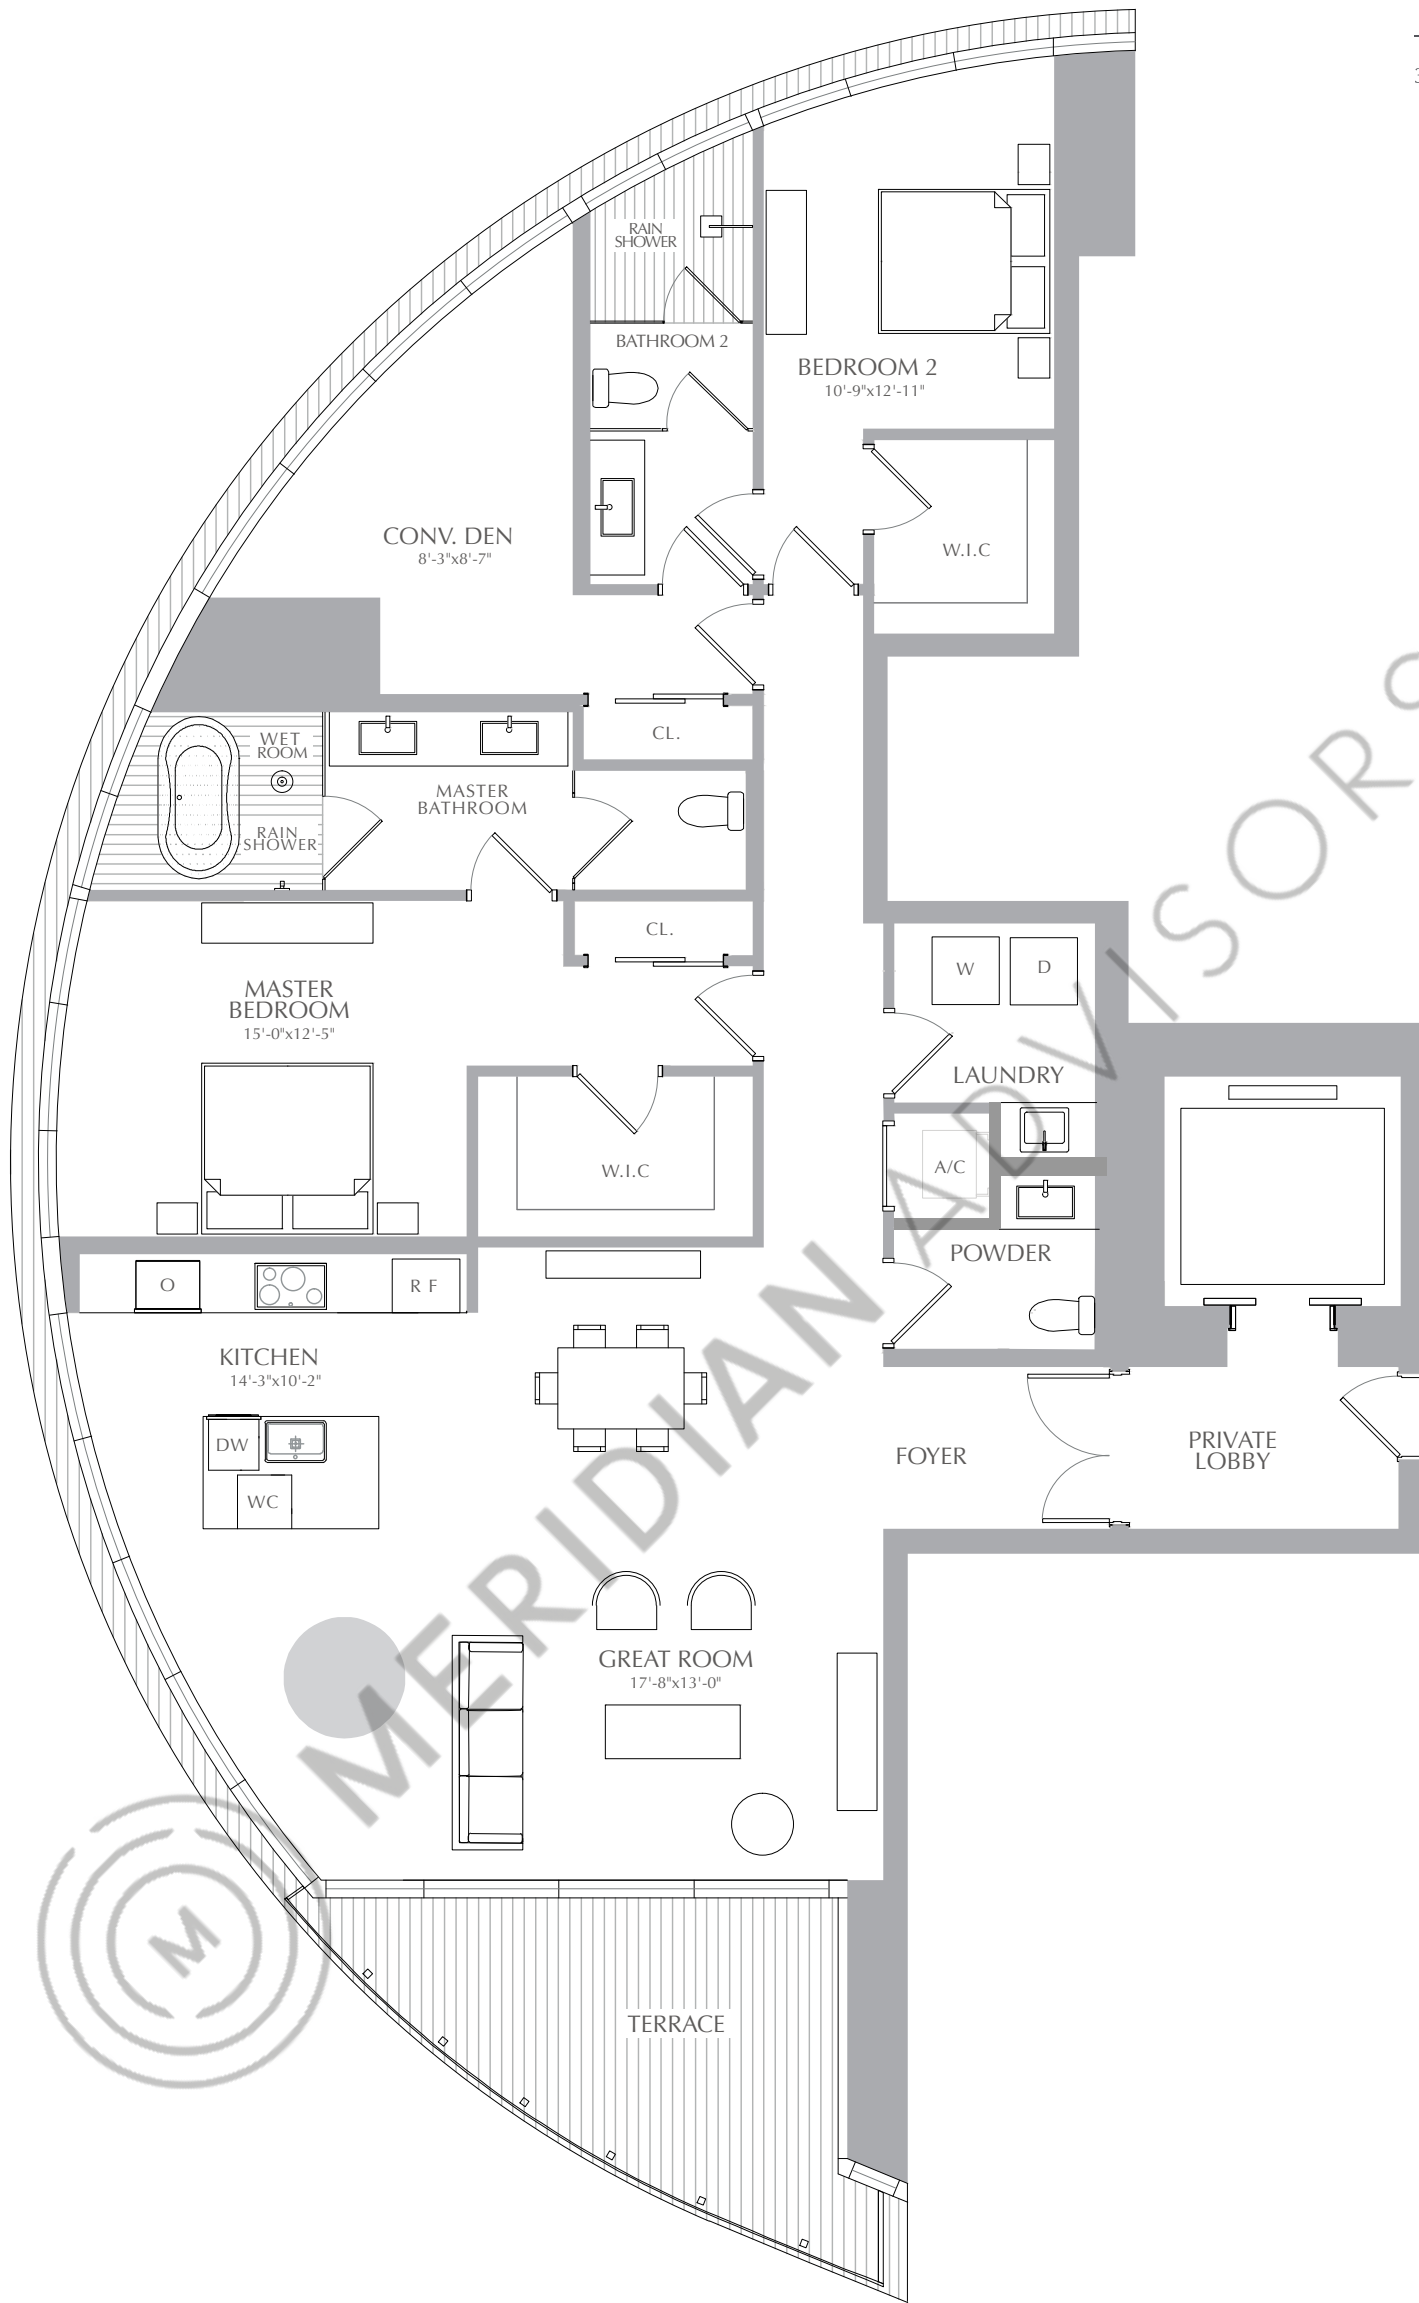 RAIN
SHOWER
BATHROOM 2
BEDROOM 2
10'-9"x12'-11"
CONV. DEN
8'-3"x8'-7"
W.I.C
CL.
WET
ROOM
MASTER
BATHROOM
RAIN
SHOWER
CL.
MASTER
BEDROOM
15'-0"x12'-5"
W
D
LAUNDRY
A/C
W.I.C
POWDER
O
R F
KITCHEN
14'-3"x10'-2"
DW
WC
FOYER
PRIVATE
LOBBY
GREAT ROOM
17'-8"x13'-0"
TERRACE
M
MERIDIAN ADVISORS